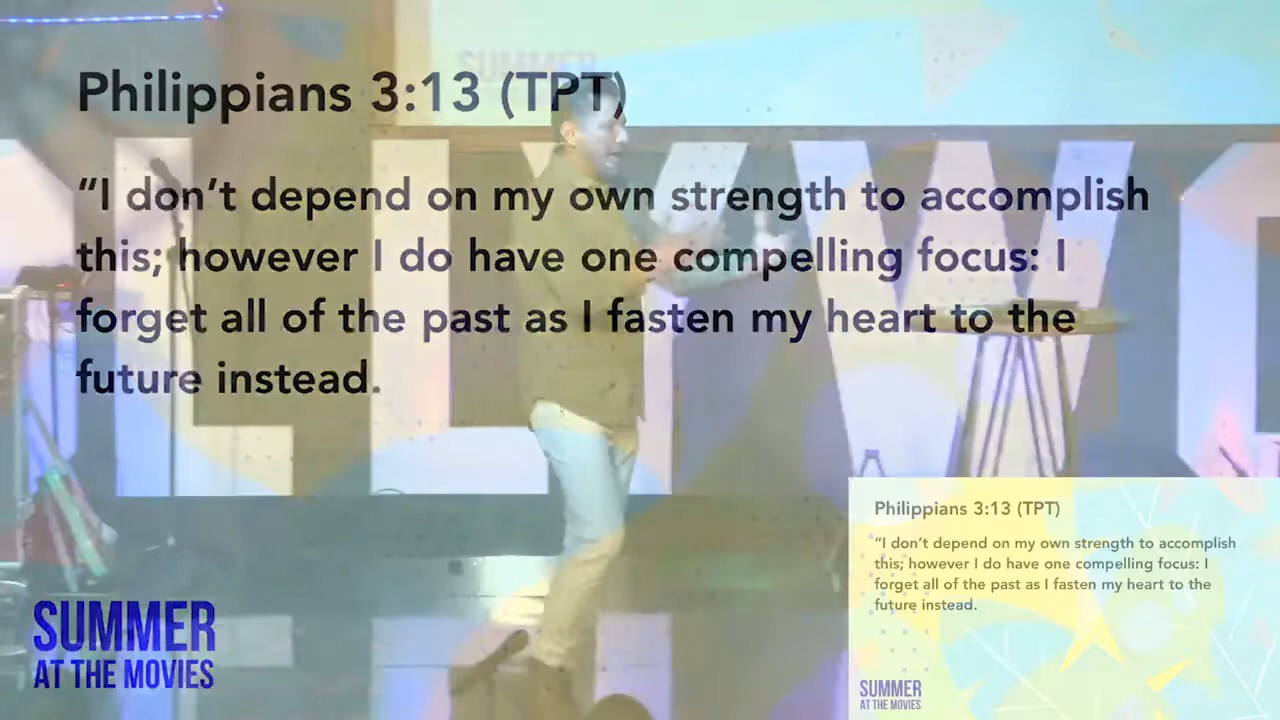 SUMMER
Philippians 3:13 (TPT)
“I don’t depend on my own strength to accomplish
this; however I do have one compelling focus: I
forget all of the past as I fasten my heart to the
future instead.
LLYWO
Philippians 3:13 (TPT)
“I don’t depend on my own strength to accomplish
this; however I do have one compelling focus: I
forget all of the past as I fasten my heart to the
future instead.
SUMMER
AT THE MOVIES
SUMMER
AT THE MOVIES